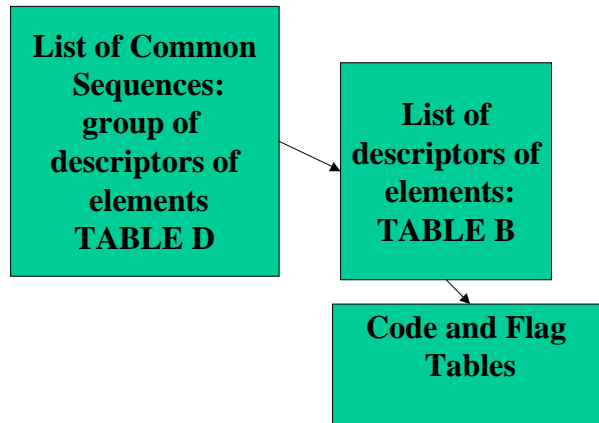 List of Common
Sequences:
group of
descriptors of
elements
TABLE D
List of
descriptors of
elements:
TABLE B
Code and Flag
Tables